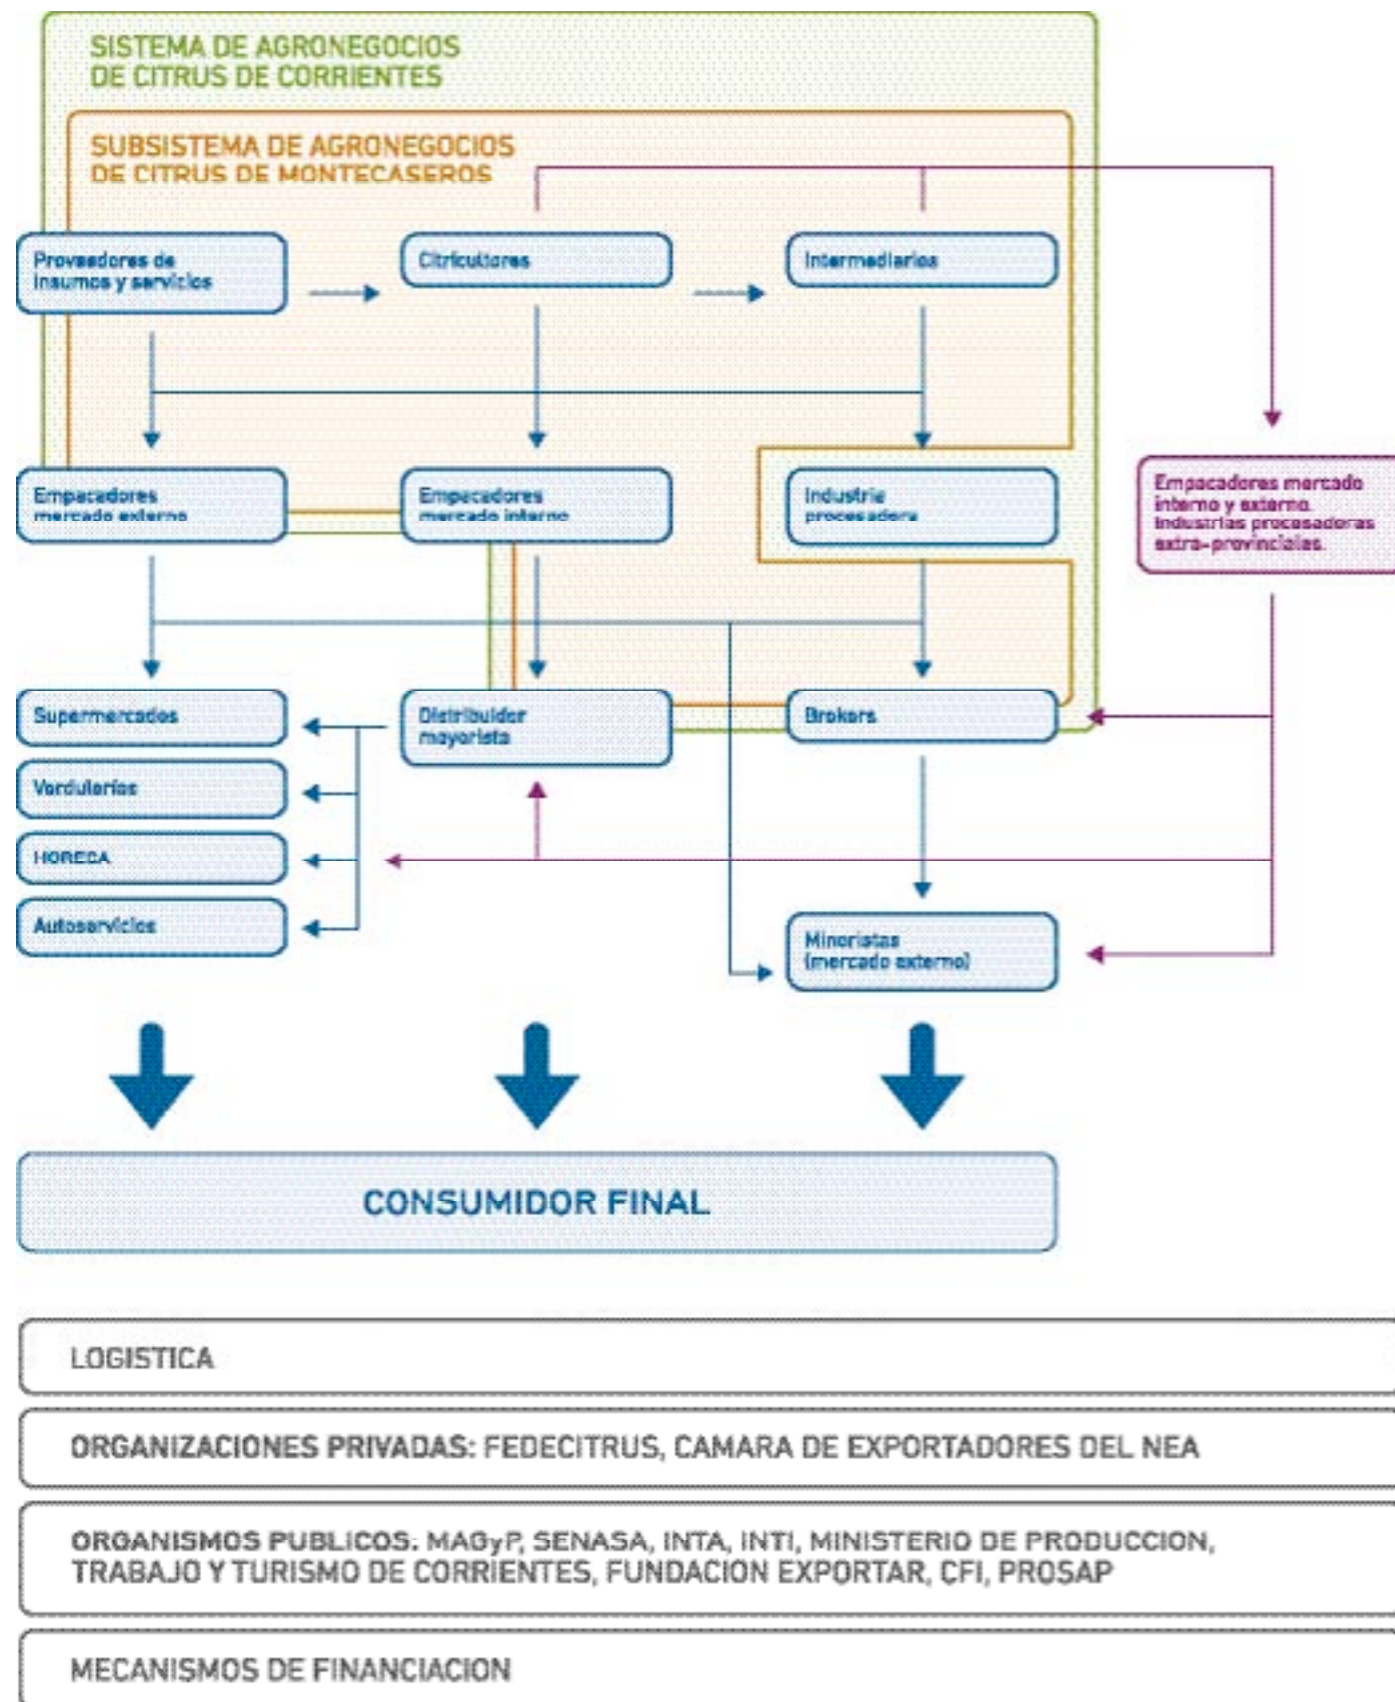 SISTEMA DE AGRONEGOCIOS
DE CITRUS DE CORRIENTES
SUBSISTEMA DE AGRONEGOCIOS
DE CITRUS DE MONTECASEROS
Proveedores de
insumos y servicios
Citricultores
Intermediarios
Empacadores
mercado externo
Empacadores
mercado interno
Industria
procesadora
Empacadores mercado
interno y externo.
Industrias procesadoras
extra-provinciales.
Supermercados
Distribuidor
mayorista
Brokers
Verdulerías
HORECA
Autoservicios
Minoristas
(mercado externo)
CONSUMIDOR FINAL
LOGISTICA
ORGANIZACIONES PRIVADAS: FEDECITRUS, CAMARA DE EXPORTADORES DEL NEA
ORGANISMOS PUBLICOS: MAGyP, SENASA, INTA, INTI, MINISTERIO DE PRODUCCION,
TRABAJO Y TURISMO DE CORRIENTES, FUNDACION EXPORTAR, CFI, PROSAP
MECANISMOS DE FINANCIACION